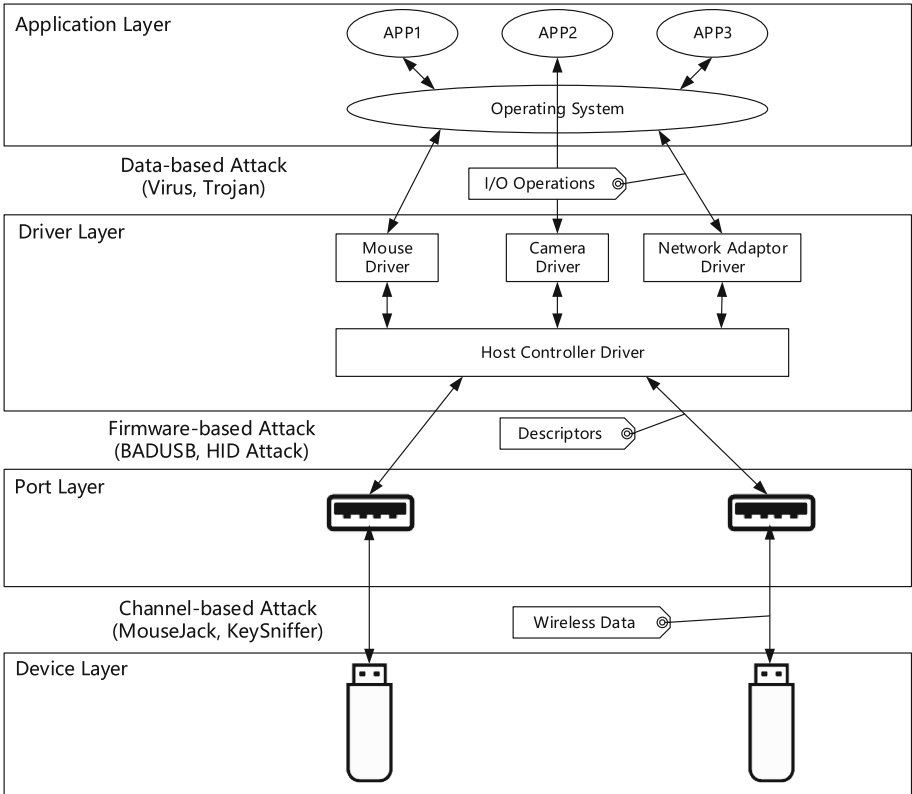 Application Layer
APP1
APP2
APP3
Operating System
Data-based Attack
(Virus, Trojan)
I/O Operations
Driver Layer
Mouse
Driver
Camera
Driver
Network Adaptor
Driver
Host Controller Driver
Firmware-based Attack
(BADUSB, HID Attack)
Descriptors
Port Layer
Channel-based Attack
(MouseJack, KeySniffer)
Wireless Data
Device Layer